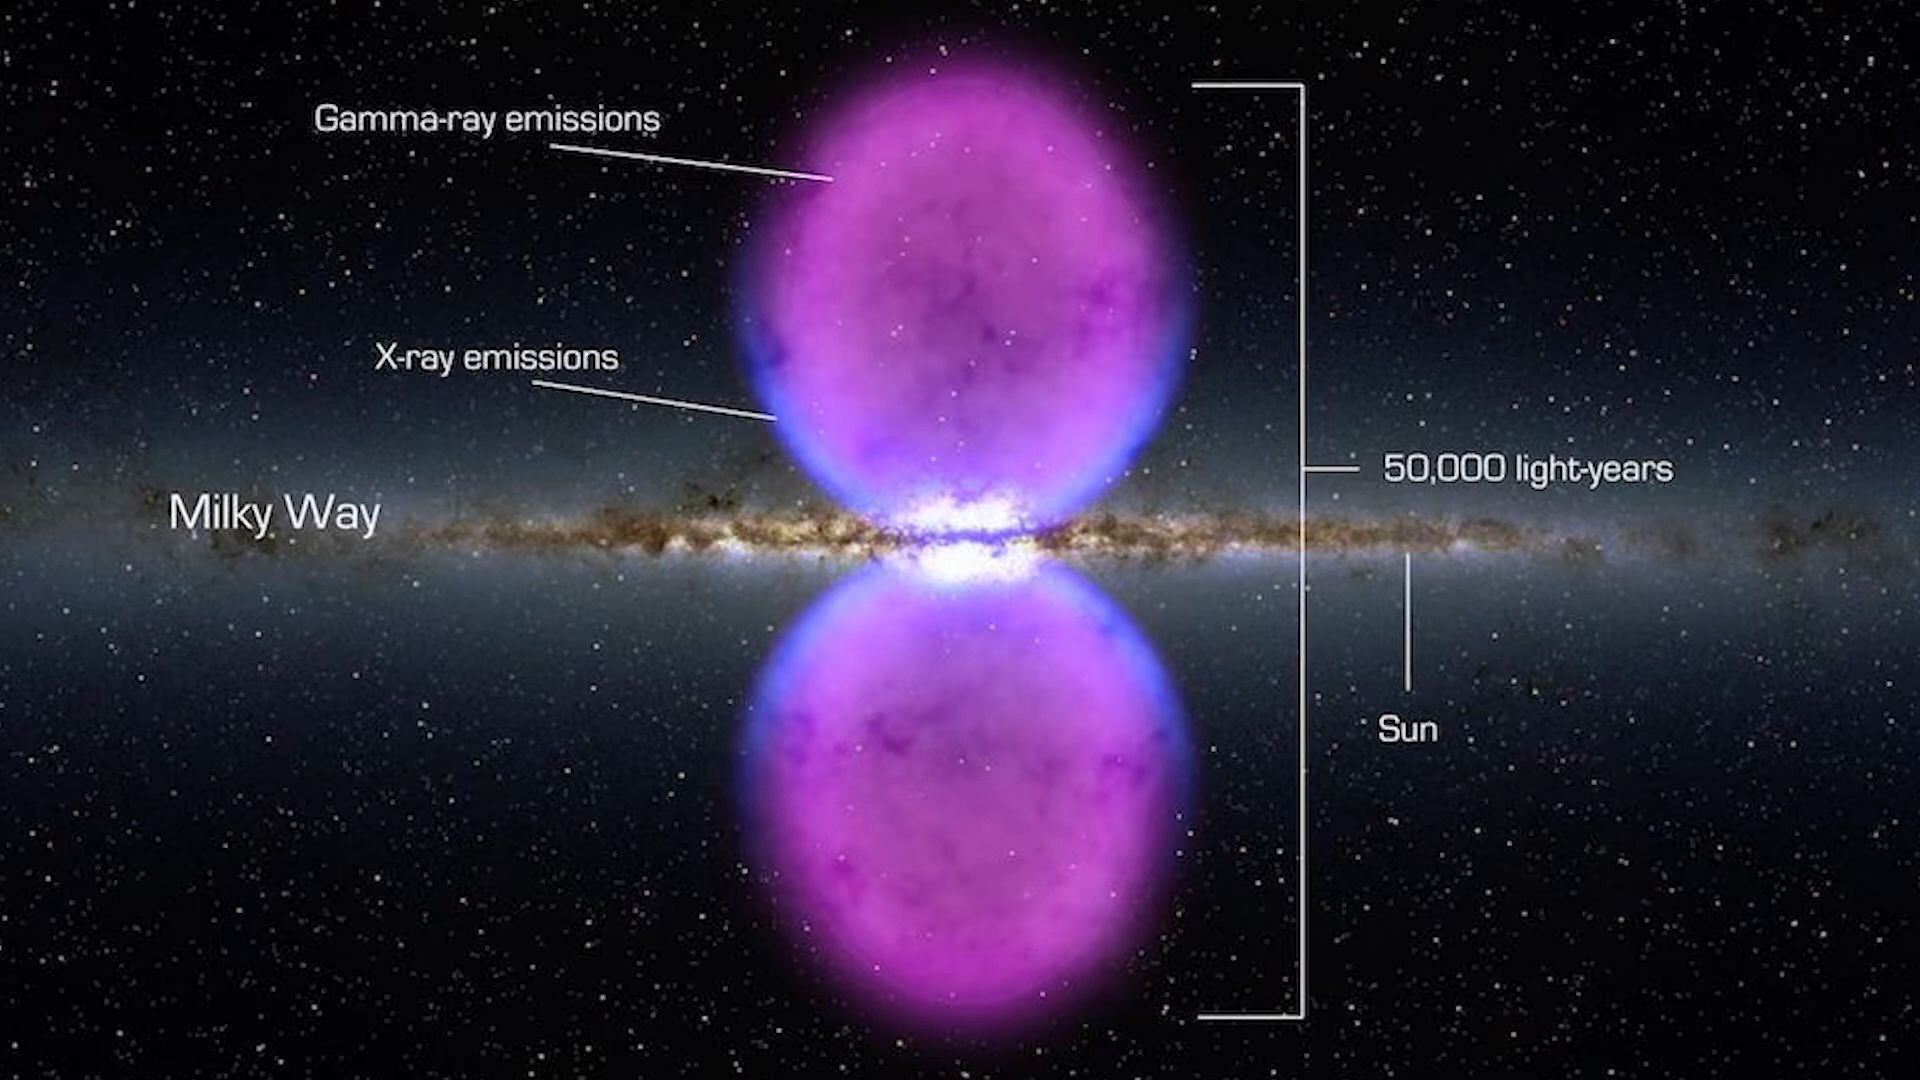 Gamma-ray emissions
X-ray emissions
50,000 light-years
Milky Way
Sun